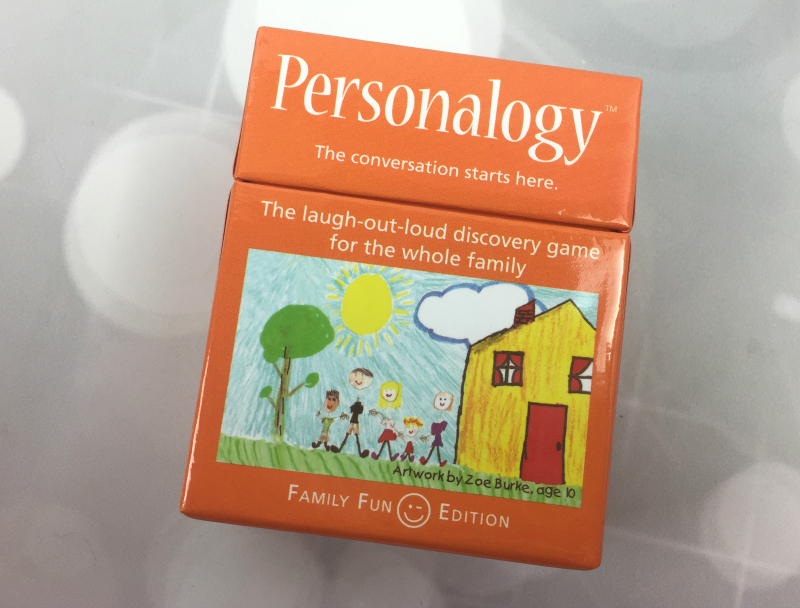 Personalogy™
The conversation starts here.
The laugh-out-loud discovery game
for the whole family
Artwork by Zoe Burke, age 10
Family Fun Edition